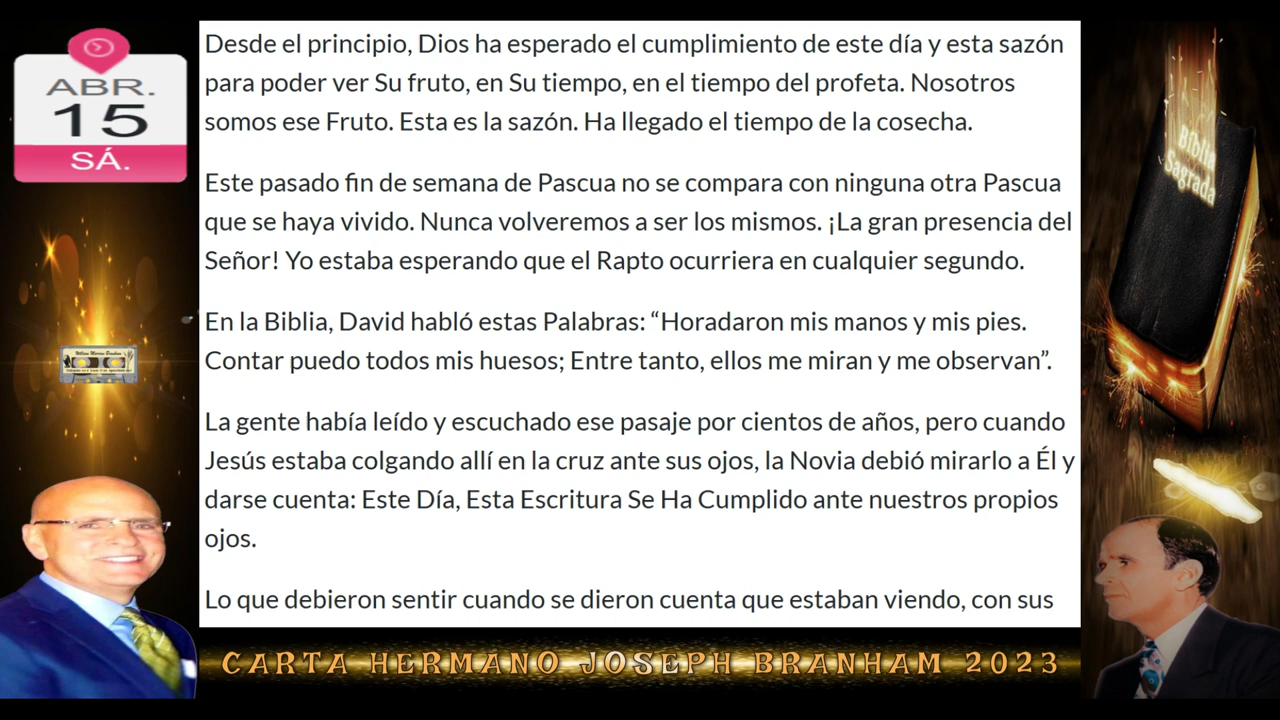 ABR.
15
SÁ.
Desde el principio, Dios ha esperado el cumplimiento de este día y esta sazón
para poder ver Su fruto, en Su tiempo, en el tiempo del profeta. Nosotros
somos ese Fruto. Esta es la sazón. Ha llegado el tiempo de la cosecha.
Este pasado fin de semana de Pascua no se compara con ninguna otra Pascua
que se haya vivido. Nunca volveremos a ser los mismos. ¡La gran presencia del
Señor! Yo estaba esperando que el Rapto ocurriera en cualquier segundo.
En la Biblia, David habló estas Palabras: “Horadaron mis manos y mis pies.
Contar puedo todos mis huesos; Entre tanto, ellos me miran y me observan”.
La gente había leído y escuchado ese pasaje por cientos de años, pero cuando
Jesús estaba colgando allí en la cruz ante sus ojos, la Novia debió mirarlo a Él y
darse cuenta: Este Día, Esta Escritura Se Ha Cumplido ante nuestros propios
ojos.
Lo que debieron sentir cuando se dieron cuenta que estaban viendo, con sus
Bíblia
Sagrada
William Marrion Branham
CARTA HERMANO JOSEPH BRANHAM 2023